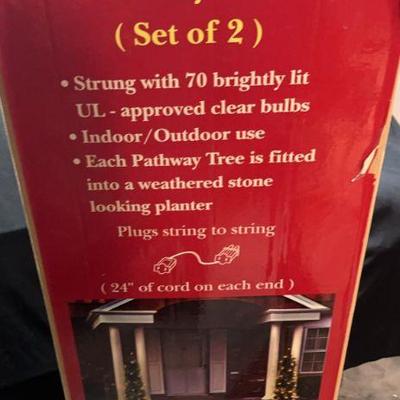 ( Set of 2 )
• Strung with 70 brightly lit
UL - approved clear bulbs
• Indoor/Outdoor use
• Each Pathway Tree is fitted
into a weathered stone
looking planter
Plugs string to string
( 24" of cord on each end )